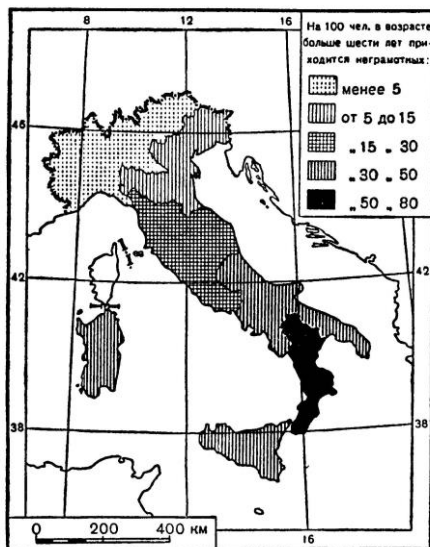 8
12
16
На 100 чел. в возрасте
больше шести лет при-
ходится неграмотных:
менее 5
от 5 до 15
„ 15 „ 30
„ 30 „ 50
„ 50 „ 80
46
42
42
38
38
0 200 400 км
16